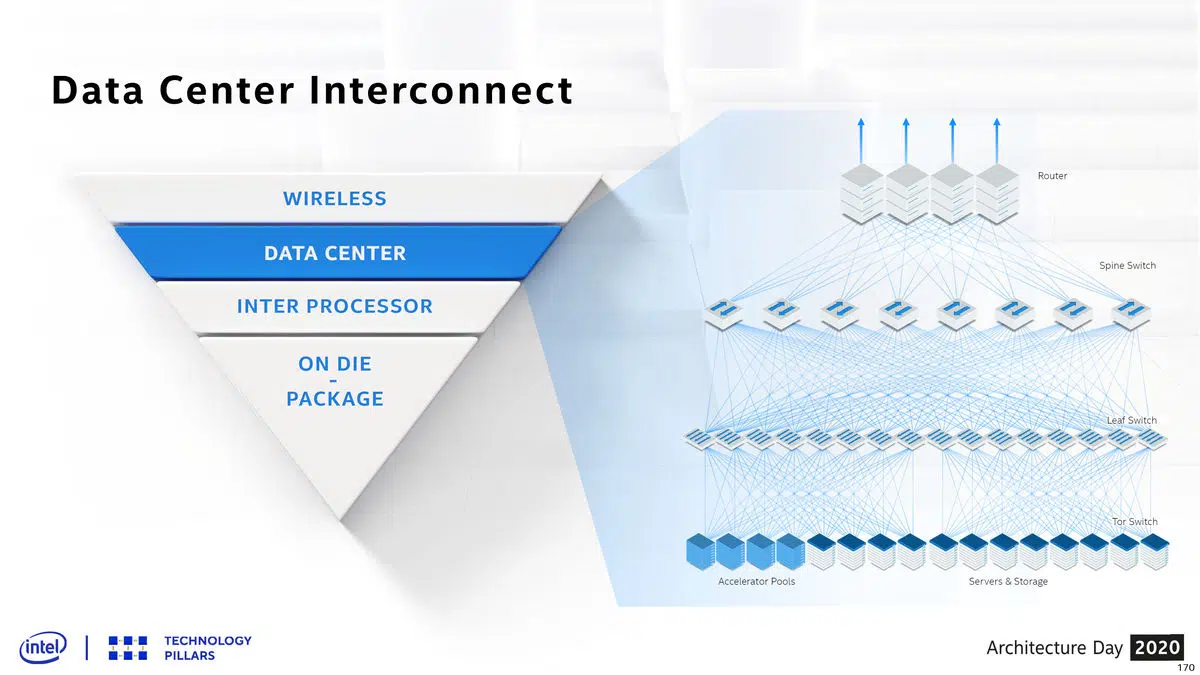 Data Center Interconnect
WIRELESS
DATA CENTER
INTER PROCESSOR
ON DIE
–
PACKAGE
Router
Spine Switch
Leaf Switch
Tor Switch
Accelerator Pools
Servers & Storage
intel
TECHNOLOGY
PILLARS
Architecture Day 2020
170